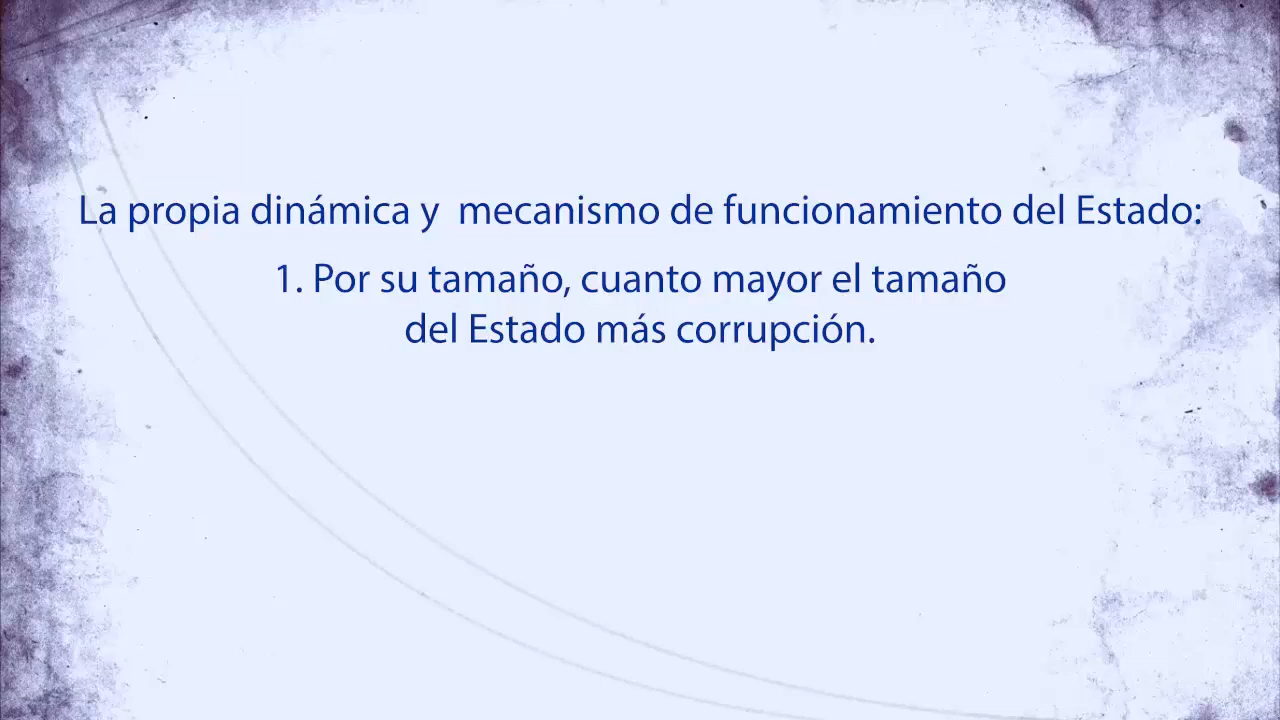 La propia dinámica y  mecanismo de funcionamiento del Estado:
1. Por su tamaño, cuanto mayor el tamaño
del Estado más corrupción.